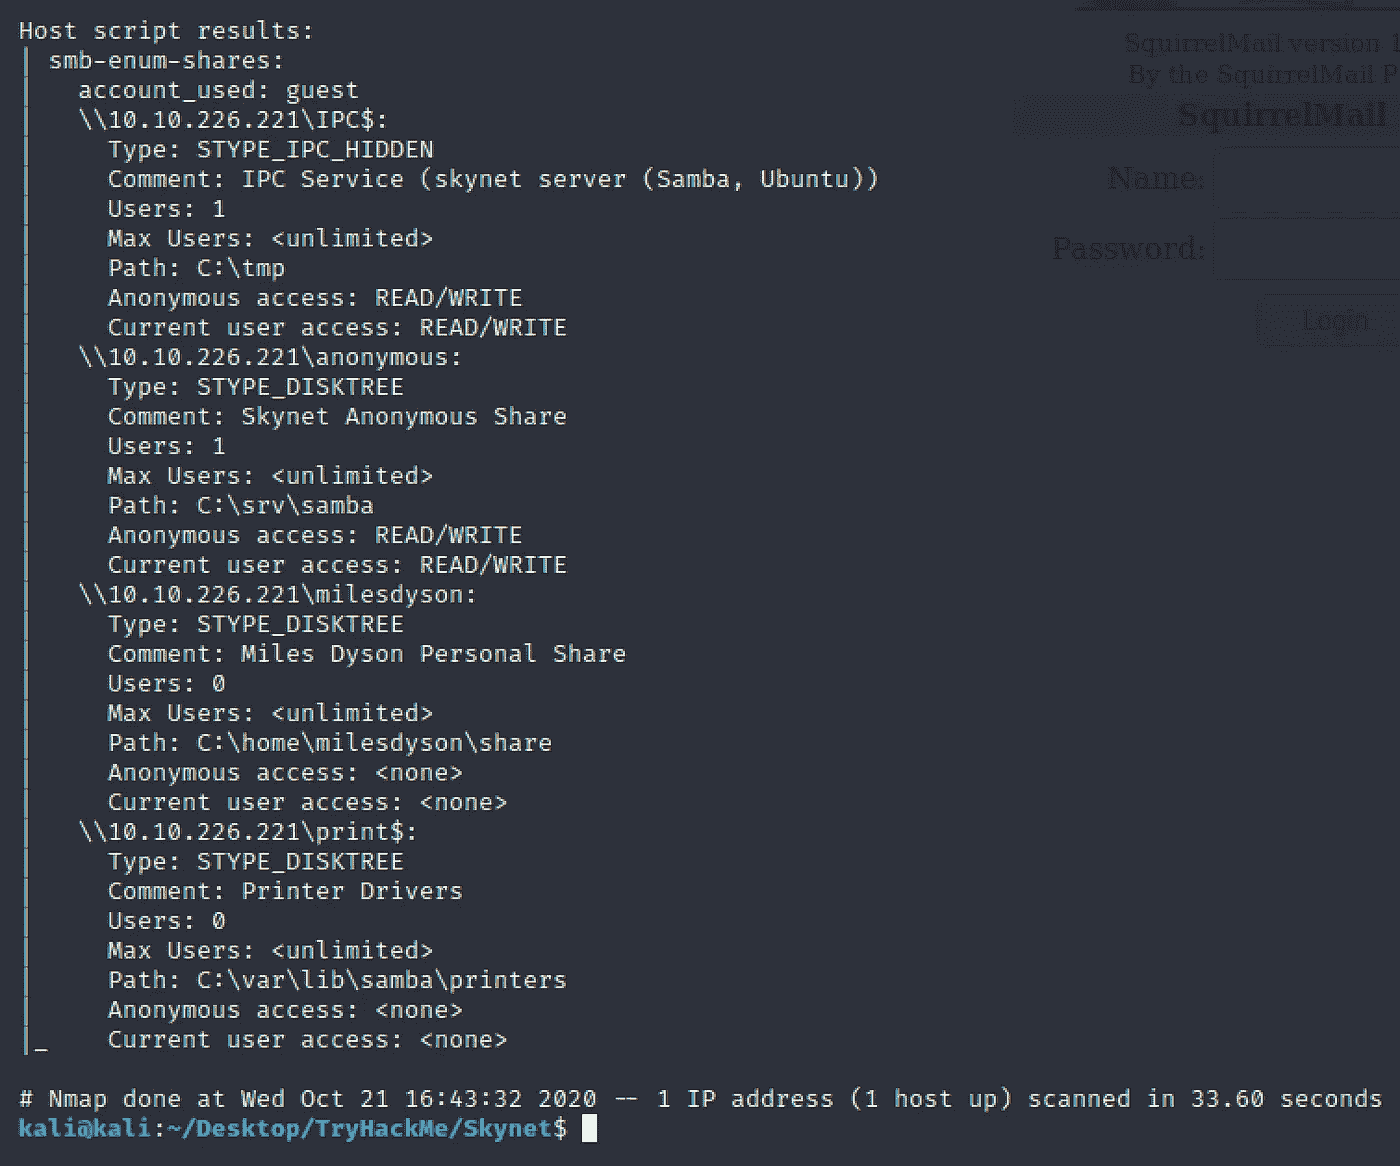 Host script results:
| smb-enum-shares:
|   account_used: guest
|   \\10.10.226.221\IPC$:
|     Type: STYPE_IPC_HIDDEN
|     Comment: IPC Service (skynet server (Samba, Ubuntu))
|     Users: 1
|     Max Users: <unlimited>
|     Path: C:\tmp
|     Anonymous access: READ/WRITE
|     Current user access: READ/WRITE
|   \\10.10.226.221\anonymous:
|     Type: STYPE_DISKTREE
|     Comment: Skynet Anonymous Share
|     Users: 1
|     Max Users: <unlimited>
|     Path: C:\srv\samba
|     Anonymous access: READ/WRITE
|     Current user access: READ/WRITE
|   \\10.10.226.221\milesdyson:
|     Type: STYPE_DISKTREE
|     Comment: Miles Dyson Personal Share
|     Users: 0
|     Max Users: <unlimited>
|     Path: C:\home\milesdyson\share
|     Anonymous access: <none>
|     Current user access: <none>
|   \\10.10.226.221\print$:
|     Type: STYPE_DISKTREE
|     Comment: Printer Drivers
|     Users: 0
|     Max Users: <unlimited>
|     Path: C:\var\lib\samba\printers
|     Anonymous access: <none>
|_    Current user access: <none>
# Nmap done at Wed Oct 21 16:43:32 2020 -- 1 IP address (1 host up) scanned in 33.60 seconds
kali@kali:~/Desktop/TryHackMe/Skynet$
SquirrelMail version 1
By the SquirrelMail P
SquirrelMail
Name:
Password:
Login